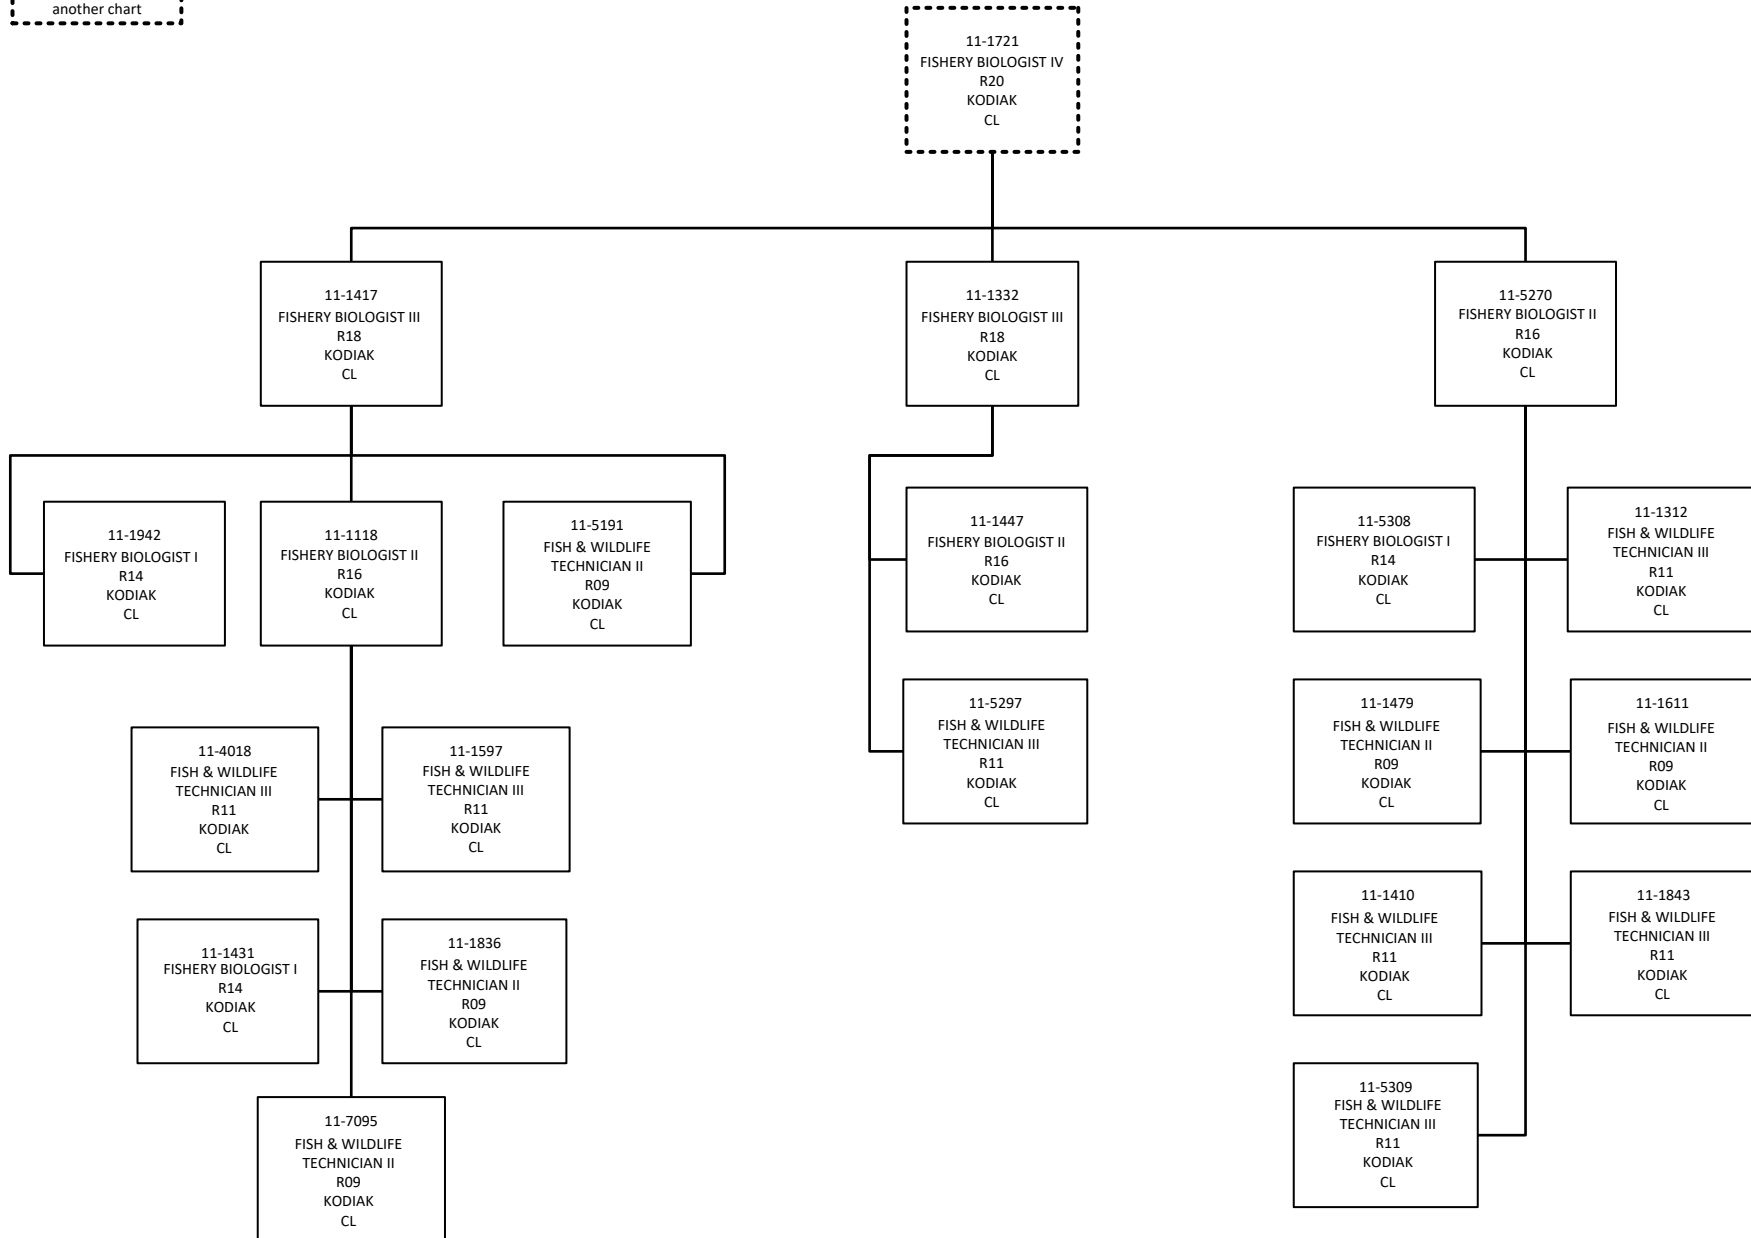 another chart
11-1721
FISHERY BIOLOGIST IV
R20
KODIAK
CL
11-1417
FISHERY BIOLOGIST III
R18
KODIAK
CL
11-1332
FISHERY BIOLOGIST III
R18
KODIAK
CL
11-5270
FISHERY BIOLOGIST II
R16
KODIAK
CL
11-1942
FISHERY BIOLOGIST I
R14
KODIAK
CL
11-1118
FISHERY BIOLOGIST II
R16
KODIAK
CL
11-5191
FISH & WILDLIFE
TECHNICIAN II
R09
KODIAK
CL
11-1447
FISHERY BIOLOGIST II
R16
KODIAK
CL
11-5308
FISHERY BIOLOGIST I
R14
KODIAK
CL
11-1312
FISH & WILDLIFE
TECHNICIAN III
R11
KODIAK
CL
11-4018
FISH & WILDLIFE
TECHNICIAN III
R11
KODIAK
CL
11-1597
FISH & WILDLIFE
TECHNICIAN III
R11
KODIAK
CL
11-5297
FISH & WILDLIFE
TECHNICIAN III
R11
KODIAK
CL
11-1479
FISH & WILDLIFE
TECHNICIAN II
R09
KODIAK
CL
11-1611
FISH & WILDLIFE
TECHNICIAN II
R09
KODIAK
CL
11-1431
FISHERY BIOLOGIST I
R14
KODIAK
CL
11-1836
FISH & WILDLIFE
TECHNICIAN II
R09
KODIAK
CL
11-1410
FISH & WILDLIFE
TECHNICIAN III
R11
KODIAK
CL
11-1843
FISH & WILDLIFE
TECHNICIAN III
R11
KODIAK
CL
11-7095
FISH & WILDLIFE
TECHNICIAN II
R09
KODIAK
CL
11-5309
FISH & WILDLIFE
TECHNICIAN III
R11
KODIAK
CL